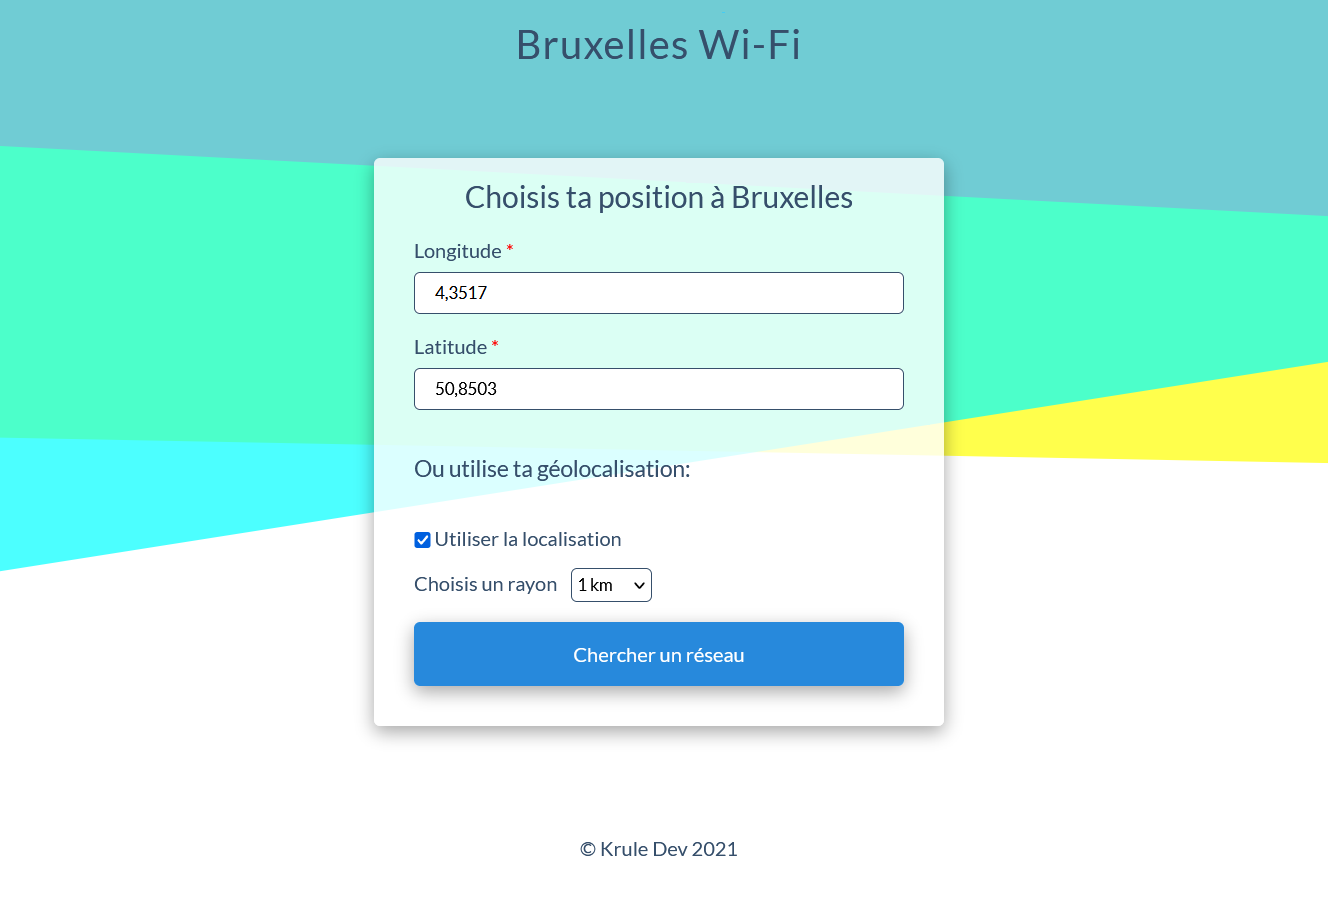 Bruxelles Wi-Fi
Choisis ta position à Bruxelles
Longitude *
4,3517
Latitude *
50,8503
Ou utilise ta géolocalisation:
Utiliser la localisation
Choisis un rayon 1 km
Chercher un réseau
© Krule Dev 2021